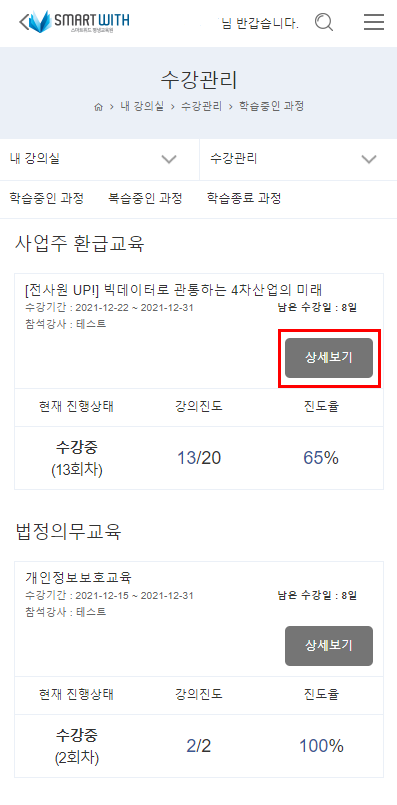 SMART WITH
스마트위드 평생교육원
님 반갑습니다.
수강관리
내 강의실 > 수강관리 > 학습중인 과정
내 강의실
수강관리
학습중인 과정 복습중인 과정 학습종료 과정
사업주 환급교육
[전사원 UP!] 빅데이터로 관통하는 4차산업의 미래
수강기간 : 2021-12-22 ~ 2021-12-31
남은 수강일 : 8일
참석강사 : 테스트
상세보기
현재 진행상태 강의진도 진도율
수강중
(13회차)
13/20
65%
법정의무교육
개인정보보호교육
수강기간 : 2021-12-15 ~ 2021-12-31
남은 수강일 : 8일
참석강사 : 테스트
상세보기
현재 진행상태 강의진도 진도율
수강중
(2회차)
2/2
100%